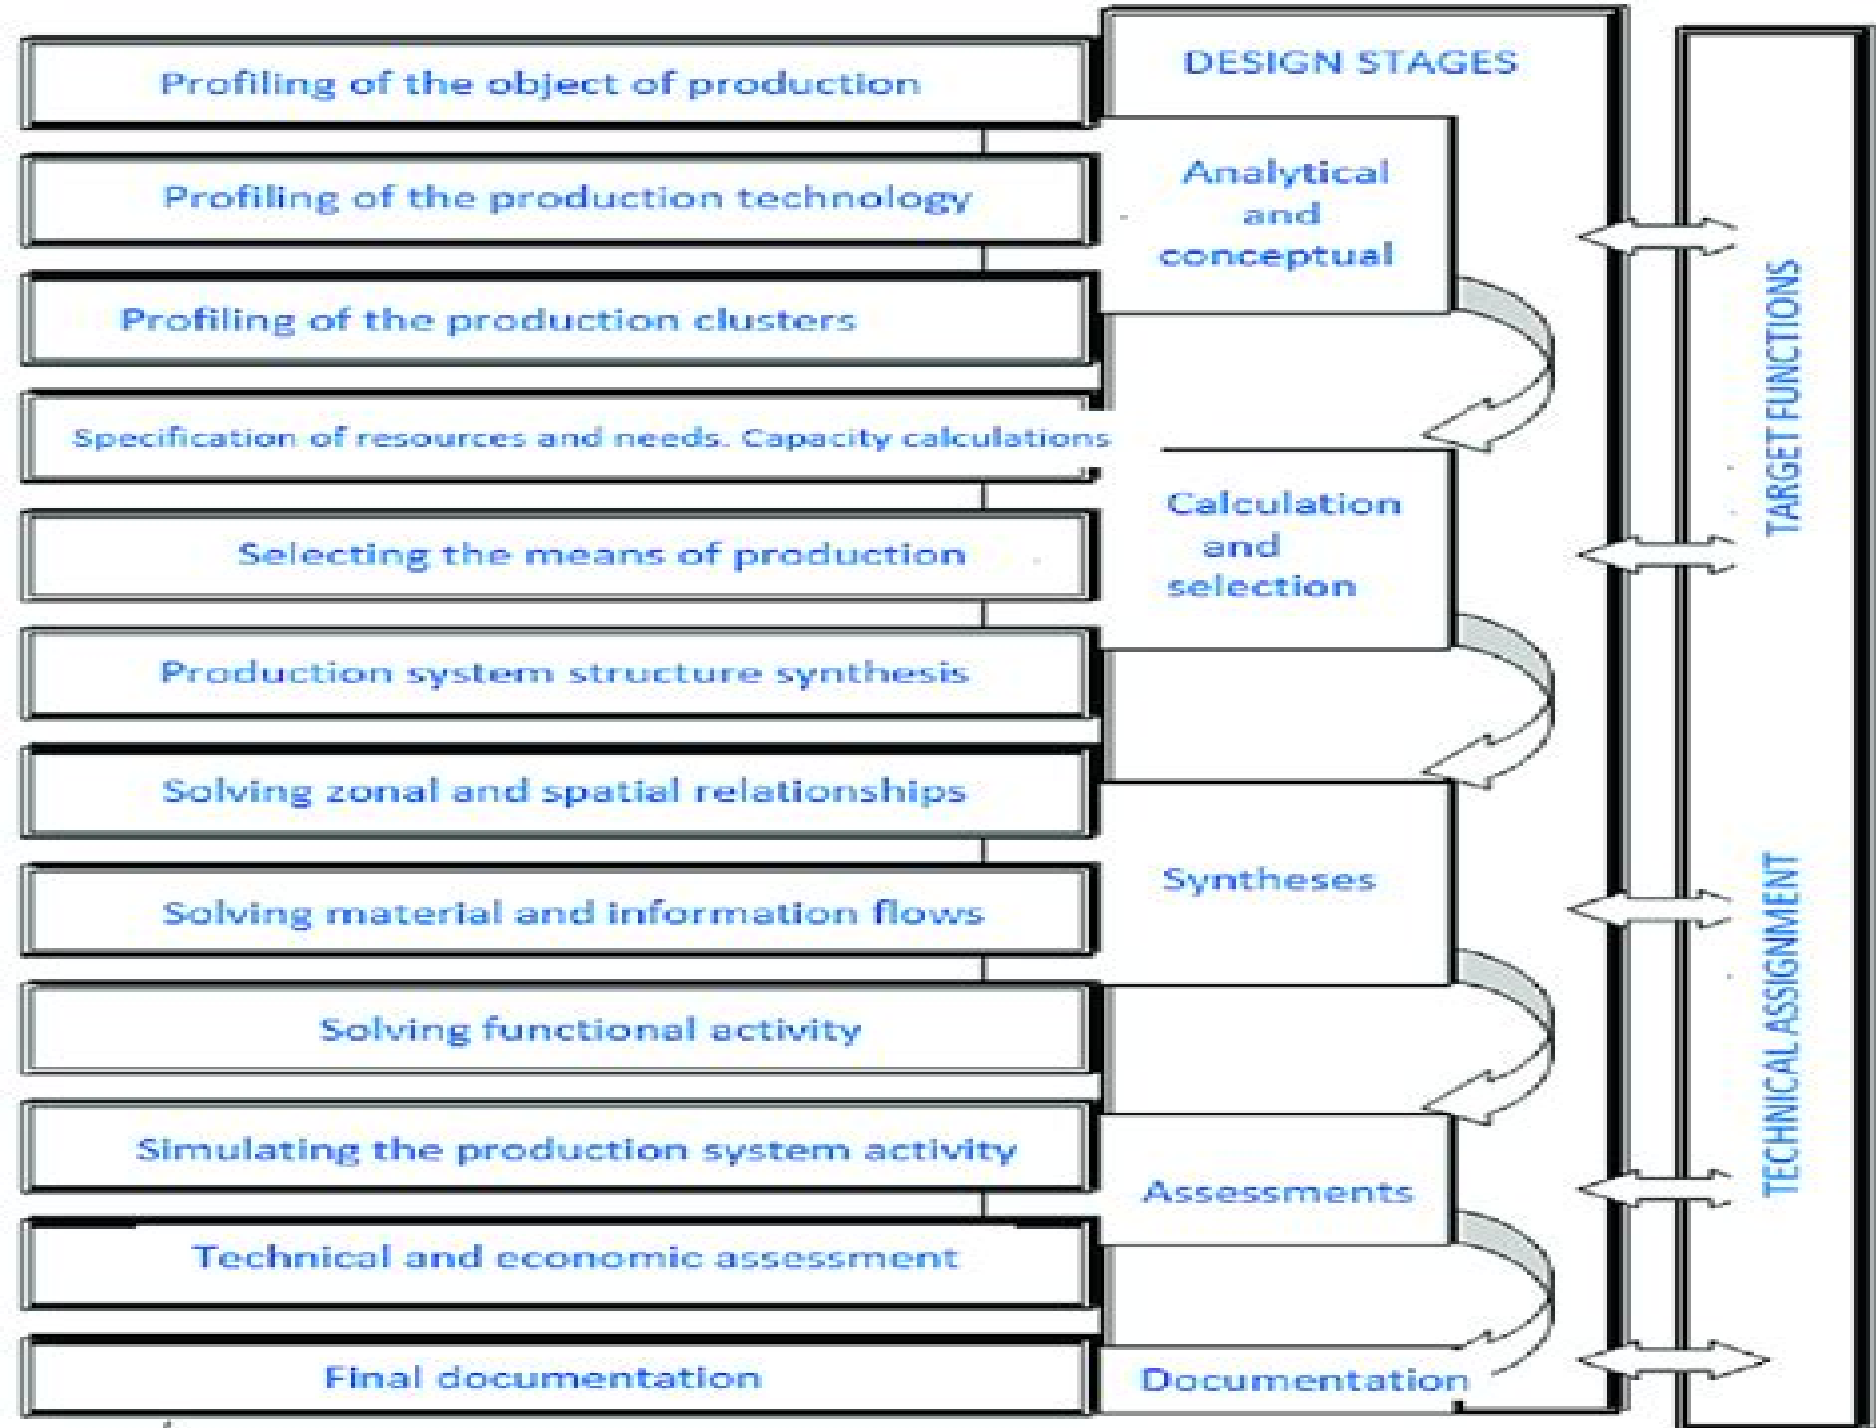 Profiling of the object of production
Profiling of the production technology
Profiling of the production clusters
Specification of resources and needs. Capacity calculations
Selecting the means of production
Production system structure synthesis
Solving zonal and spatial relationships
Solving material and information flows
Solving functional activity
Simulating the production system activity
Technical and economic assessment
Final documentation
DESIGN STAGES
Analytical
and
conceptual
Calculation
and
selection
Syntheses
Assessments
Documentation
TARGET FUNCTIONS
TECHNICAL ASSIGNMENT